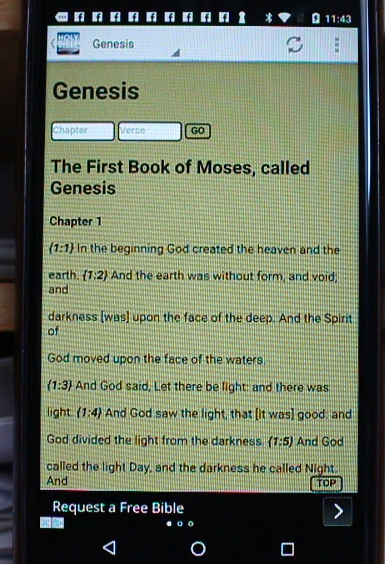 11:43
HOLY
BIBLE
Genesis
Genesis
Chapter Verse GO
The First Book of Moses, called
Genesis
Chapter 1
{1:1} In the beginning God created the heaven and the
earth. {1:2} And the earth was without form, and void;
and
darkness [was] upon the face of the deep. And the Spirit
of
God moved upon the face of the waters.
{1:3} And God said, Let there be light: and there was
light. {1:4} And God saw the light, that [it was] good: and
God divided the light from the darkness. {1:5} And God
called the light Day, and the darkness he called Night.
And
TOP
Request a Free Bible